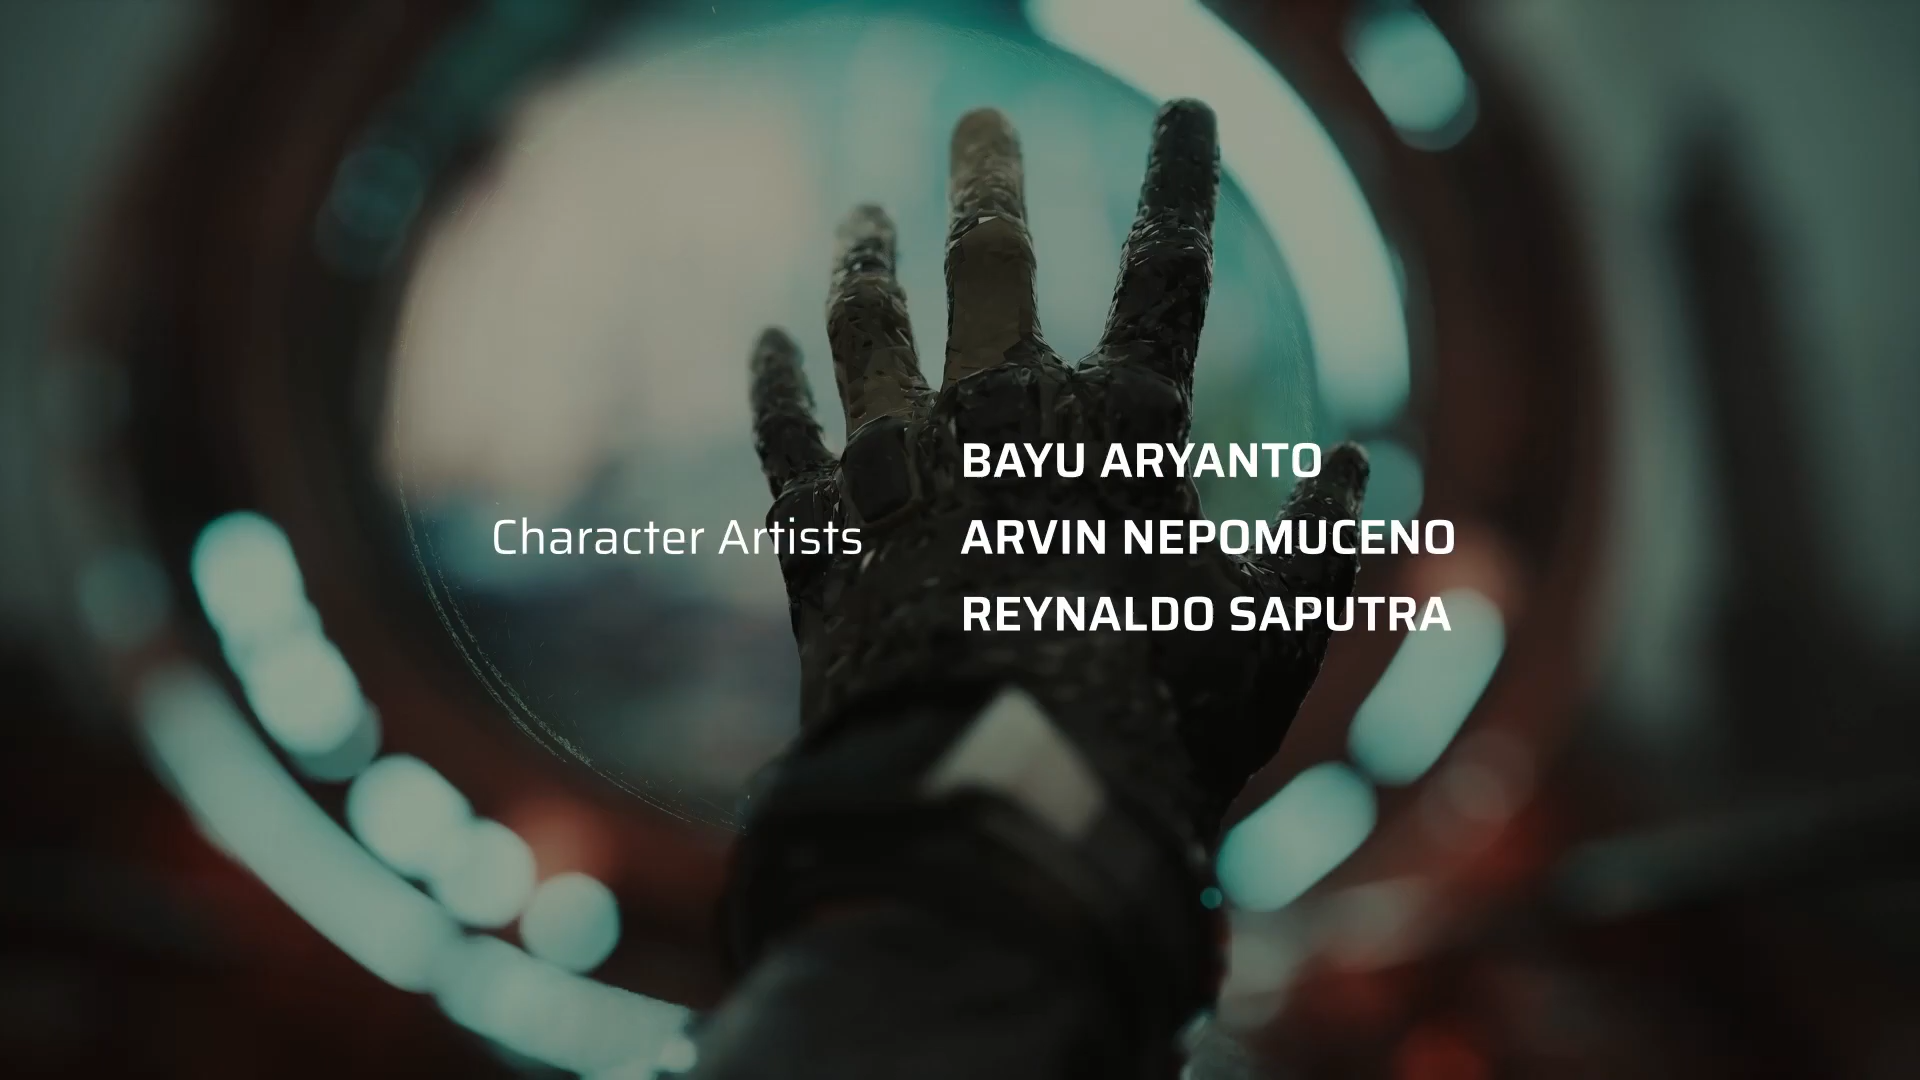 Character Artists
BAYU ARYANTO
ARVIN NEPOMUCENO
REYNALDO SAPUTRA